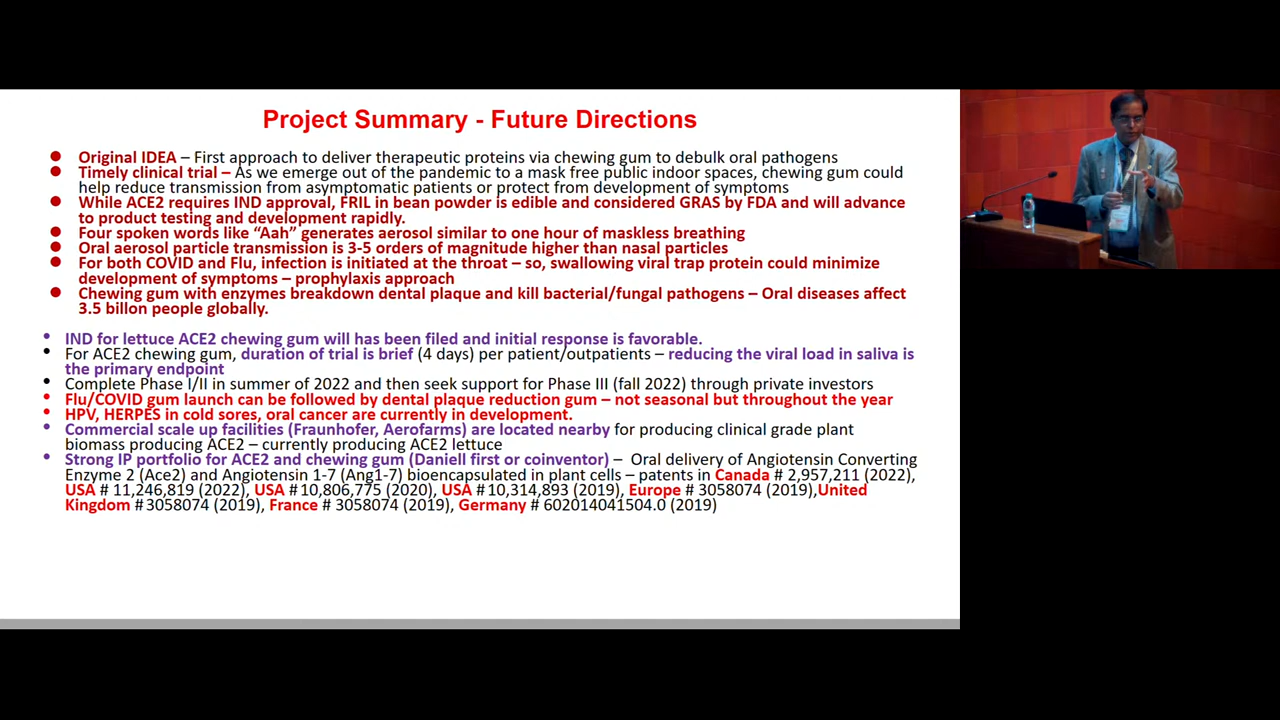 Project Summary - Future Directions
Original IDEA – First approach to deliver therapeutic proteins via chewing gum to debulk oral pathogens
Timely clinical trial – As we emerge out of the pandemic to a mask free public indoor spaces, chewing gum could
help reduce transmission from asymptomatic patients or protect from development of symptoms
While ACE2 requires IND approval, FRIL in bean powder is edible and considered GRAS by FDA and will advance
to product testing and development rapidly.
Four spoken words like “Aah” generates aerosol similar to one hour of maskless breathing
Oral aerosol particle transmission is 3-5 orders of magnitude higher than nasal particles
For both COVID and Flu, infection is initiated at the throat – so, swallowing viral trap protein could minimize
development of symptoms – prophylaxis approach
Chewing gum with enzymes breakdown dental plaque and kill bacterial/fungal pathogens – Oral diseases affect
3.5 billon people globally.
IND for lettuce ACE2 chewing gum will has been filed and initial response is favorable.
For ACE2 chewing gum, duration of trial is brief (4 days) per patient/outpatients – reducing the viral load in saliva is
the primary endpoint
Complete Phase I/II in summer of 2022 and then seek support for Phase III (fall 2022) through private investors
Flu/COVID gum launch can be followed by dental plaque reduction gum – not seasonal but throughout the year
HPV, HERPES in cold sores, oral cancer are currently in development.
Commercial scale up facilities (Fraunhofer, Aerofarms) are located nearby for producing clinical grade plant
biomass producing ACE2 – currently producing ACE2 lettuce
Strong IP portfolio for ACE2 and chewing gum (Daniell first or coinventor) – Oral delivery of Angiotensin Converting
Enzyme 2 (Ace2) and Angiotensin 1-7 (Ang1-7) bioencapsulated in plant cells – patents in Canada # 2,957,211 (2022),
USA # 11,246,819 (2022), USA #10,806,775 (2020), USA #10,314,893 (2019), Europe # 3058074 (2019),United
Kingdom #3058074 (2019), France # 3058074 (2019), Germany # 602014041504.0 (2019)